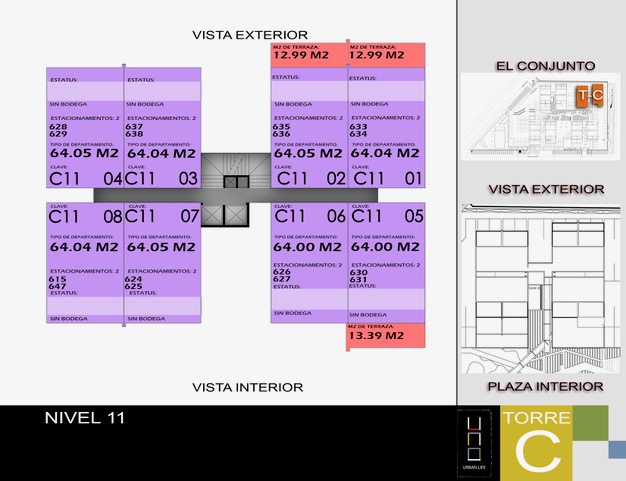 VISTA EXTERIOR
M2 DE TERRAZA:
12.99 M2
M2 DE TERRAZA:
12.99 M2
ESTATUS:
SIN BODEGA
ESTACIONAMIENTOS: 2
628
629
TIPO DE DEPARTAMENTO:
64.05 M2
CLAVE:
C11 04
ESTATUS:
SIN BODEGA
ESTACIONAMIENTOS: 2
637
638
TIPO DE DEPARTAMENTO:
64.04 M2
CLAVE:
C11 03
ESTATUS:
SIN BODEGA
ESTACIONAMIENTOS: 2
635
636
TIPO DE DEPARTAMENTO:
64.05 M2
CLAVE:
C11 02
ESTATUS:
SIN BODEGA
ESTACIONAMIENTOS: 2
633
634
TIPO DE DEPARTAMENTO:
64.04 M2
CLAVE:
C11 01
CLAVE:
C11 08
TIPO DE DEPARTAMENTO:
64.04 M2
ESTACIONAMIENTOS: 2
615
647
ESTATUS:
SIN BODEGA
CLAVE:
C11 07
TIPO DE DEPARTAMENTO:
64.05 M2
ESTACIONAMIENTOS: 2
624
625
ESTATUS:
SIN BODEGA
CLAVE:
C11 06
TIPO DE DEPARTAMENTO:
64.00 M2
ESTACIONAMIENTOS: 2
626
627
ESTATUS:
SIN BODEGA
CLAVE:
C11 05
TIPO DE DEPARTAMENTO:
64.00 M2
ESTACIONAMIENTOS: 2
630
631
ESTATUS:
SIN BODEGA
M2 DE TERRAZA:
13.39 M2
VISTA INTERIOR
EL CONJUNTO
T-C
VISTA EXTERIOR
PLAZA INTERIOR
NIVEL 11
uno
URBAN LIFE
TORRE
C